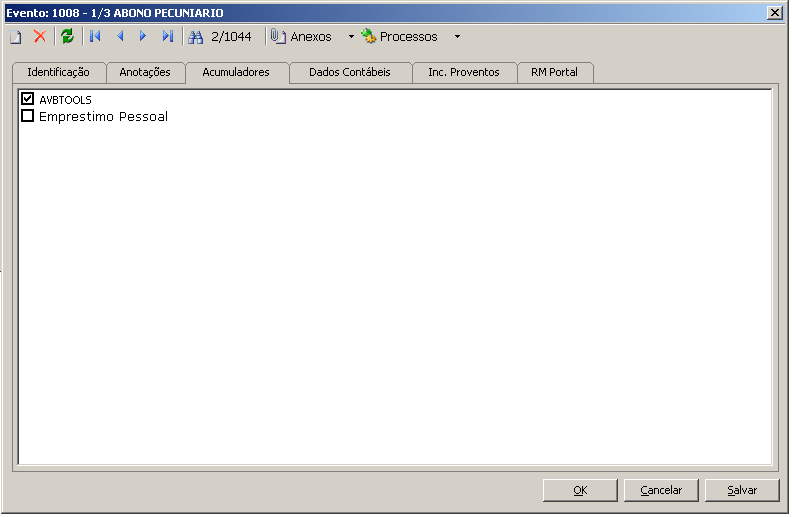 Evento: 1008 - 1/3 ABONO PECUNIARIO
2/1044 Anexos Processos
Identificação Anotações Acumuladores Dados Contábeis Inc. Proventos RM Portal
AVBTOOLS
Emprestimo Pessoal
OK Cancelar Salvar